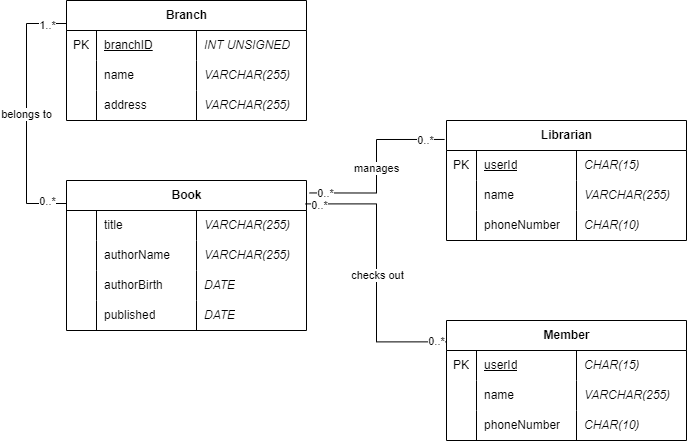 Branch
1..*
PK branchID INT UNSIGNED
name VARCHAR(255)
address VARCHAR(255)
belongs to
0..*
Book
title VARCHAR(255)
authorName VARCHAR(255)
authorBirth DATE
published DATE
0..*
manages
0..*
Librarian
PK userId CHAR(15)
name VARCHAR(255)
phoneNumber CHAR(10)
0..*
checks out
0..*
Member
PK userId CHAR(15)
name VARCHAR(255)
phoneNumber CHAR(10)